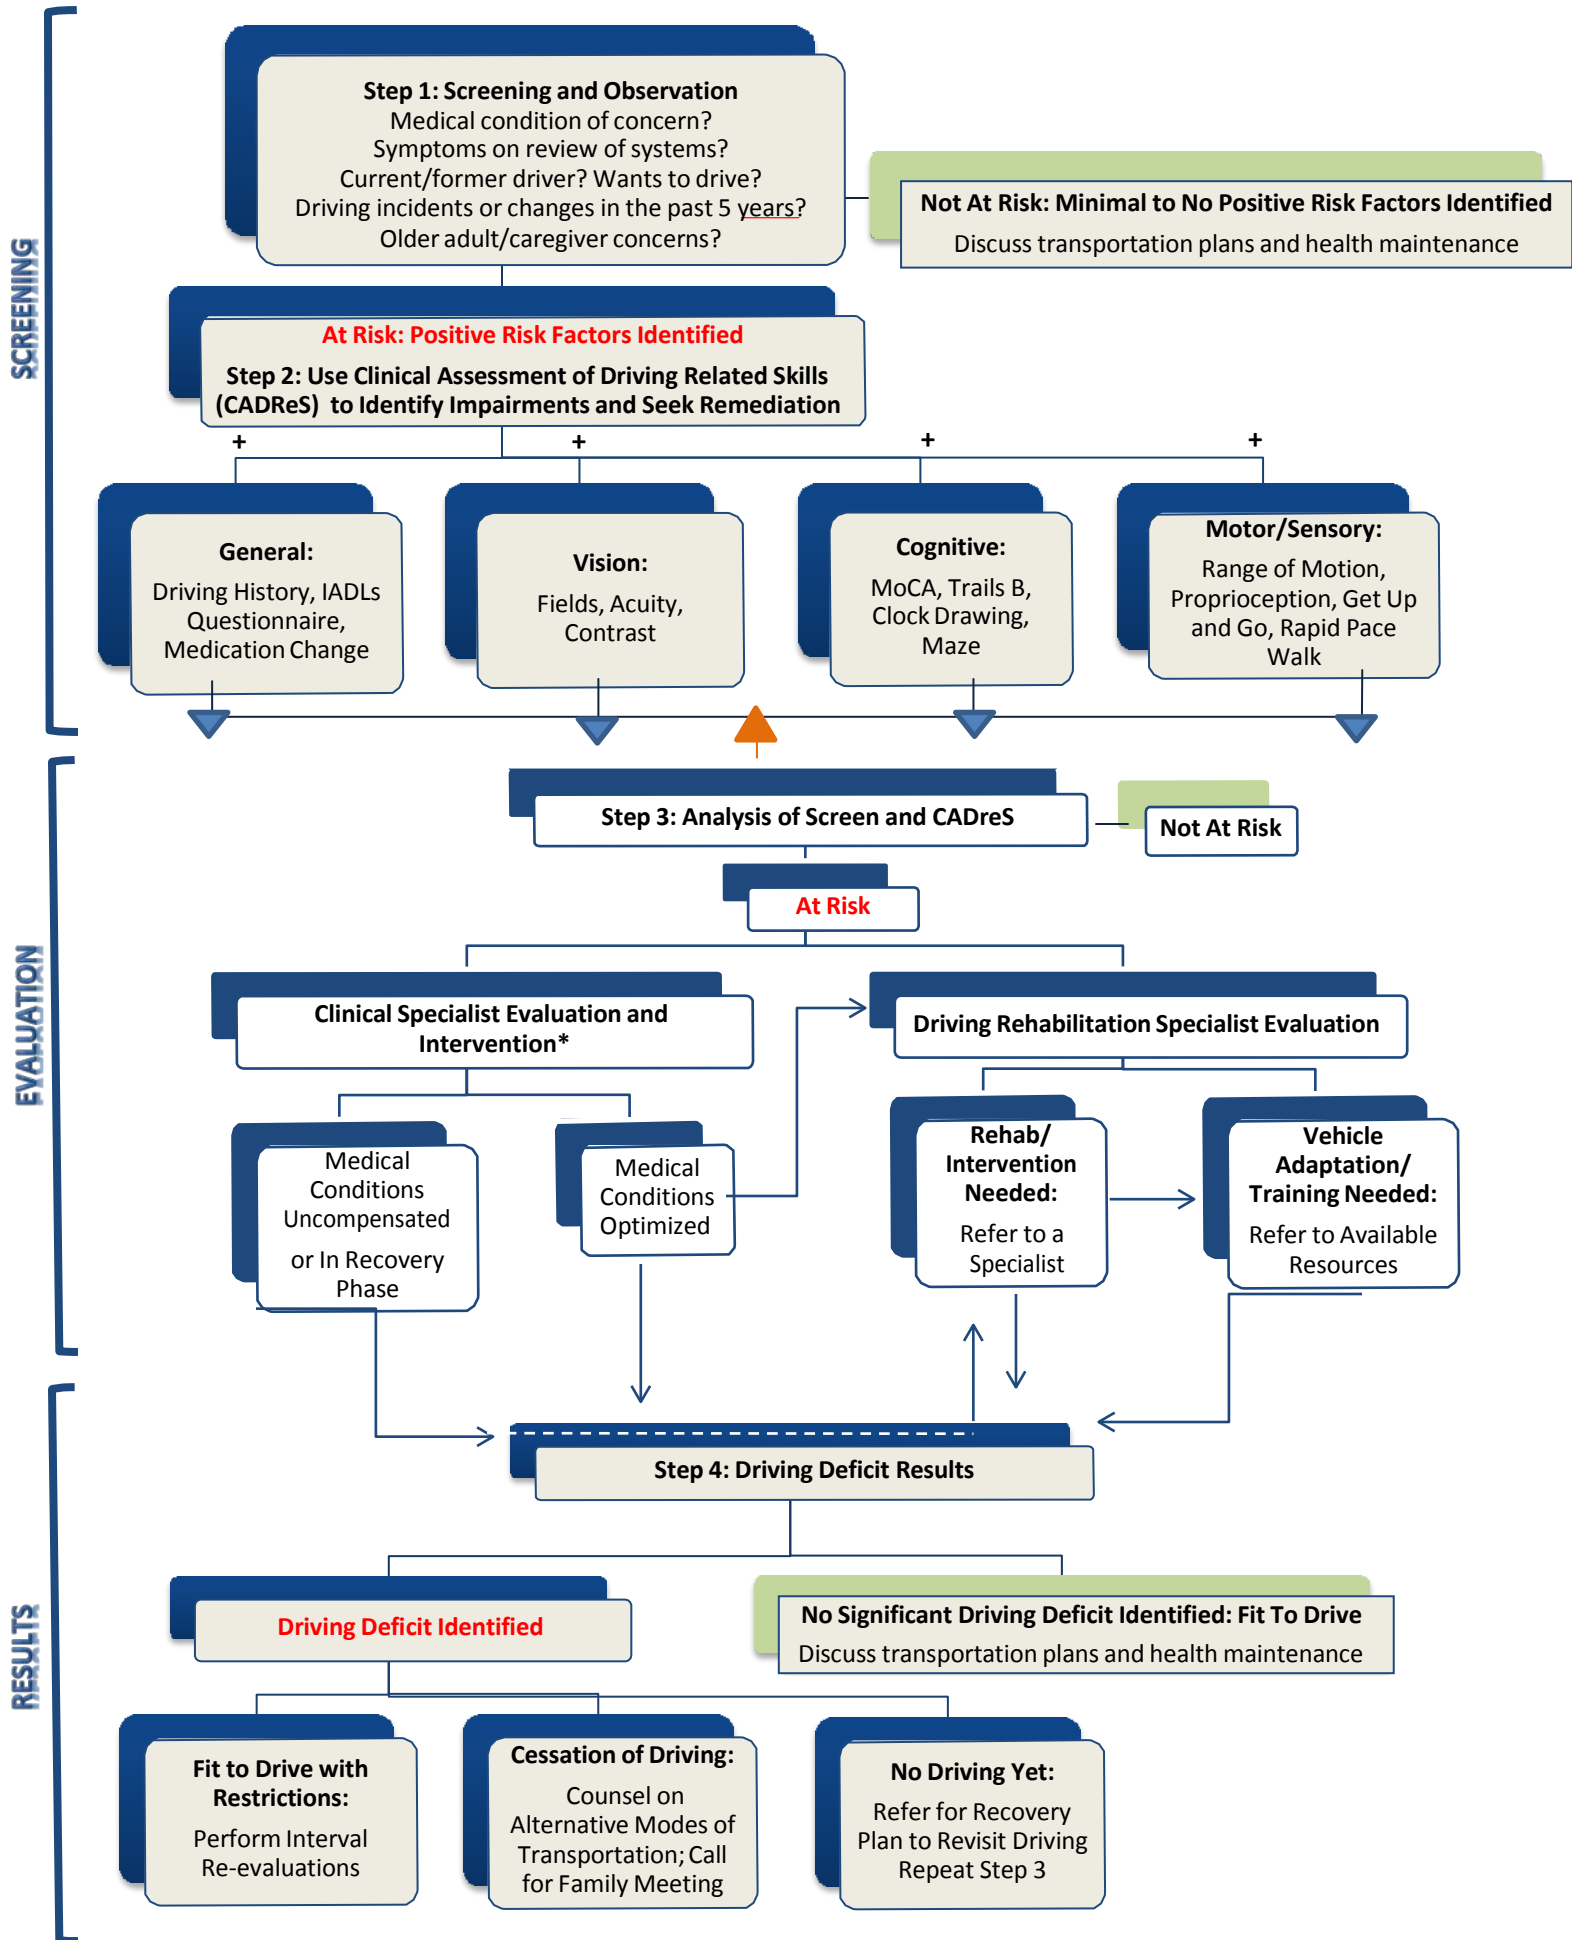 SCREENING
Step 1: Screening and Observation
Medical condition of concern?
Symptoms on review of systems?
Current/former driver? Wants to drive?
Driving incidents or changes in the past 5 years?
Older adult/caregiver concerns?
Not At Risk: Minimal to No Positive Risk Factors Identified
Discuss transportation plans and health maintenance
At Risk: Positive Risk Factors Identified
Step 2: Use Clinical Assessment of Driving Related Skills
(CADReS) to Identify Impairments and Seek Remediation
+
+
+
+
General:
Driving History, IADLs
Questionnaire,
Medication Change
Vision:
Fields, Acuity,
Contrast
Cognitive:
MoCA, Trails B,
Clock Drawing,
Maze
Motor/Sensory:
Range of Motion,
Proprioception, Get Up
and Go, Rapid Pace
Walk
EVALUATION
Step 3: Analysis of Screen and CADreS
Not At Risk
At Risk
Clinical Specialist Evaluation and
Intervention*
Driving Rehabilitation Specialist Evaluation
Medical
Conditions
Uncompensated
or In Recovery
Phase
Medical
Conditions
Optimized
Rehab/
Intervention
Needed:
Refer to a
Specialist
Vehicle
Adaptation/
Training Needed:
Refer to Available
Resources
RESULTS
Step 4: Driving Deficit Results
Driving Deficit Identified
No Significant Driving Deficit Identified: Fit To Drive
Discuss transportation plans and health maintenance
Fit to Drive with
Restrictions:
Perform Interval
Re-evaluations
Cessation of Driving:
Counsel on
Alternative Modes of
Transportation; Call
for Family Meeting
No Driving Yet:
Refer for Recovery
Plan to Revisit Driving
Repeat Step 3